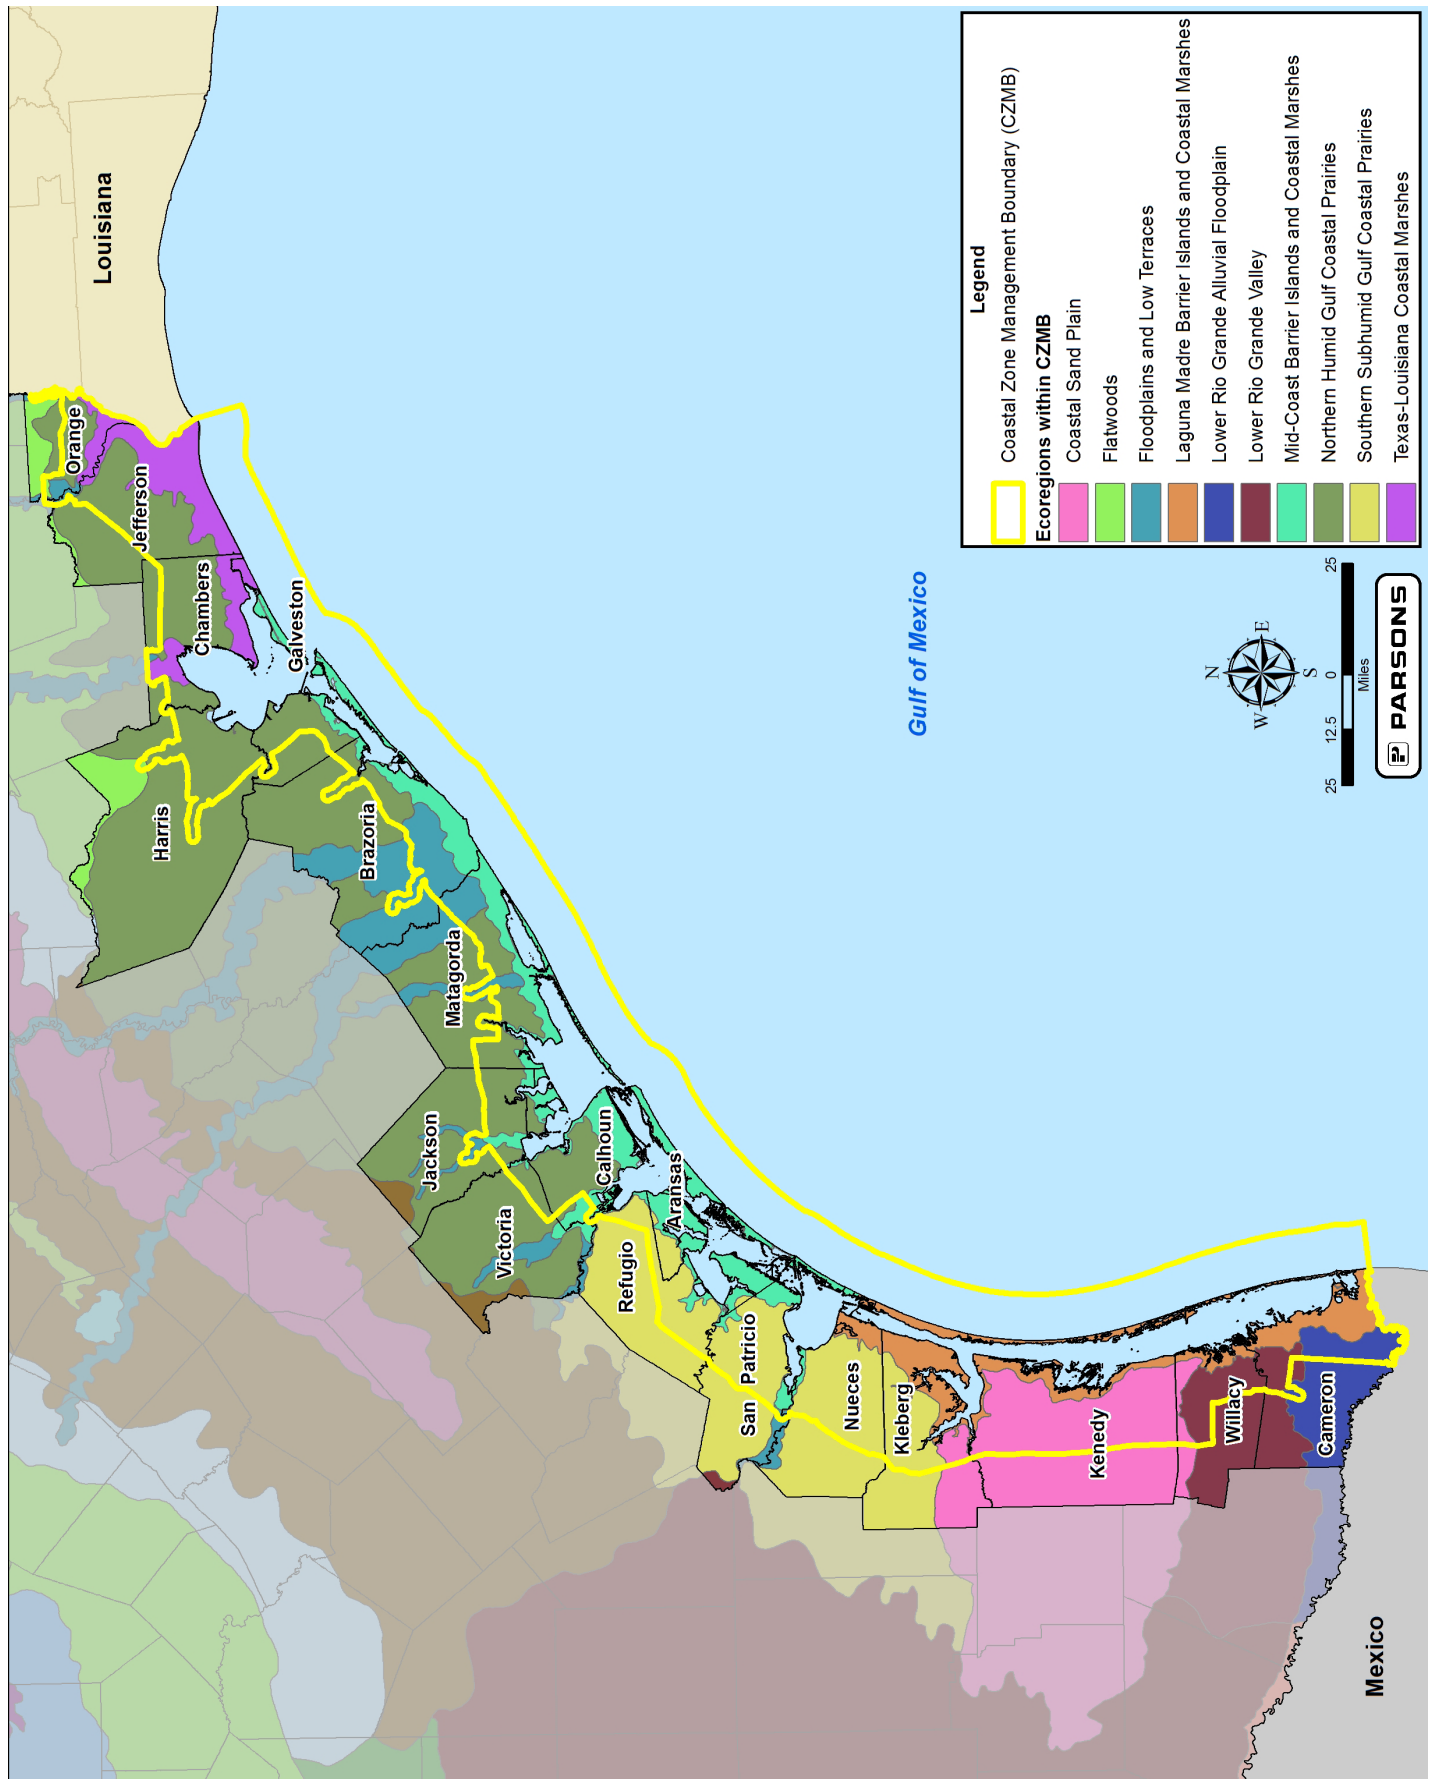 Louisiana
Orange
Jefferson
Chambers
Galveston
Harris
Brazoria
Matagorda
Jackson
Victoria
Calhoun
Refugio
Aransas
San Patricio
Nueces
Kleberg
Kenedy
Willacy
Cameron
Mexico
Gulf of Mexico
Legend
Coastal Zone Management Boundary (CZMB)
Ecoregions within CZMB
Coastal Sand Plain
Flatwoods
Floodplains and Low Terraces
Laguna Madre Barrier Islands and Coastal Marshes
Lower Rio Grande Alluvial Floodplain
Lower Rio Grande Valley
Mid-Coast Barrier Islands and Coastal Marshes
Northern Humid Gulf Coastal Prairies
Southern Subhumid Gulf Coastal Prairies
Texas-Louisiana Coastal Marshes
N
W E
S
25 12.5 0 25
Miles
P PARSONS